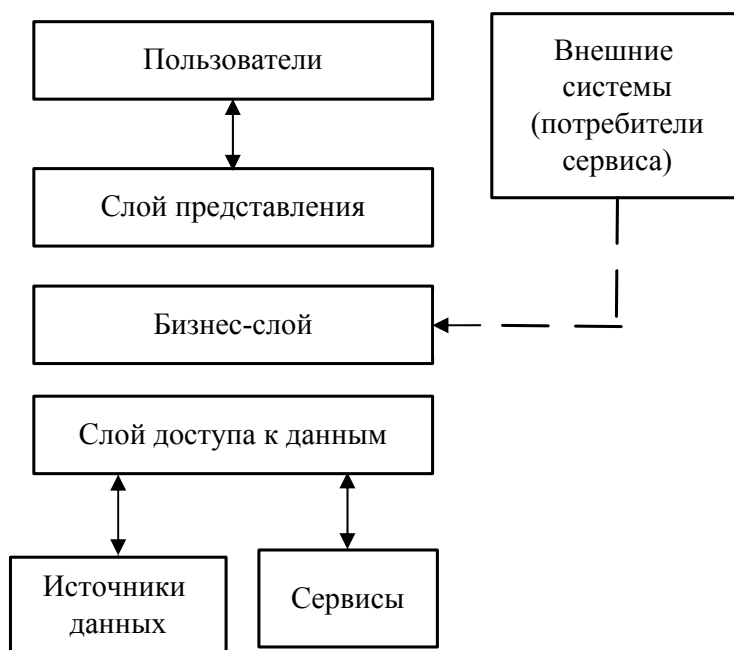 Пользователи
Внешние
системы
(потребители
сервиса)
Слой представления
Бизнес-слой
Слой доступа к данным
Источники
данных
Сервисы